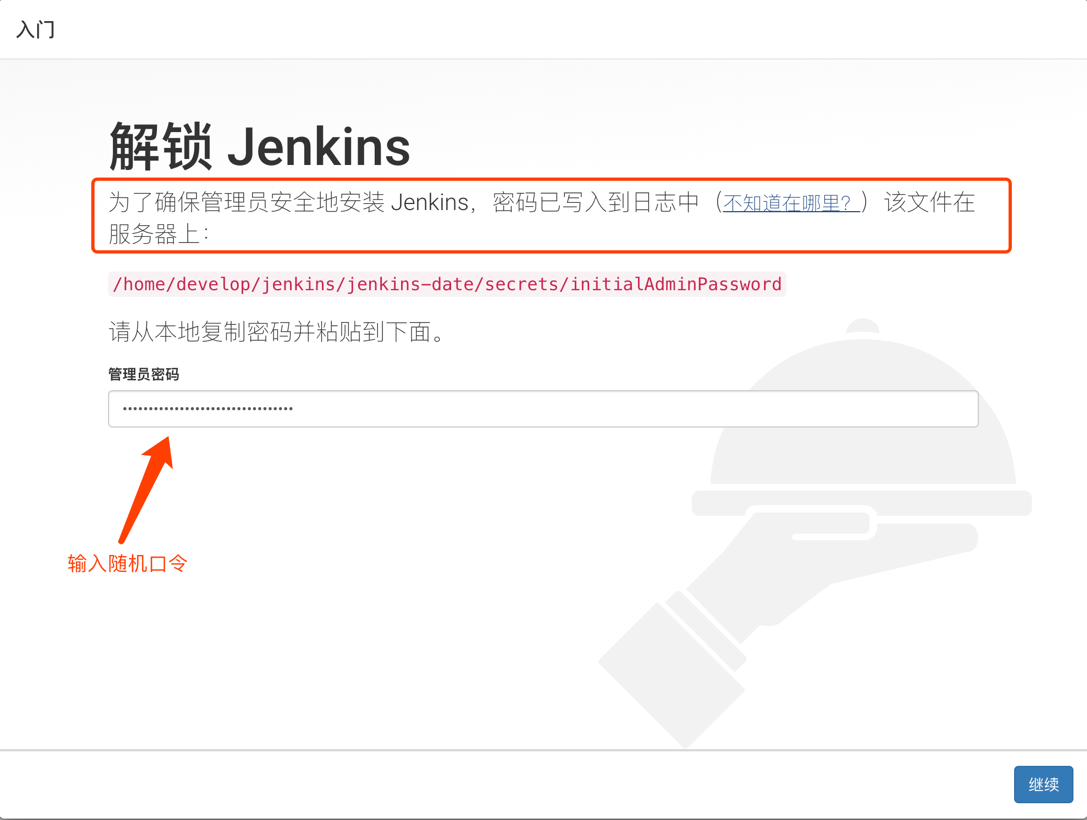 入门
解锁 Jenkins
为了确保管理员安全地安装 Jenkins，密码已写入到日志中（不知道在哪里？）该文件在
服务器上：
/home/develop/jenkins/jenkins-date/secrets/initialAdminPassword
请从本地复制密码并粘贴到下面。
管理员密码
输入随机口令
继续